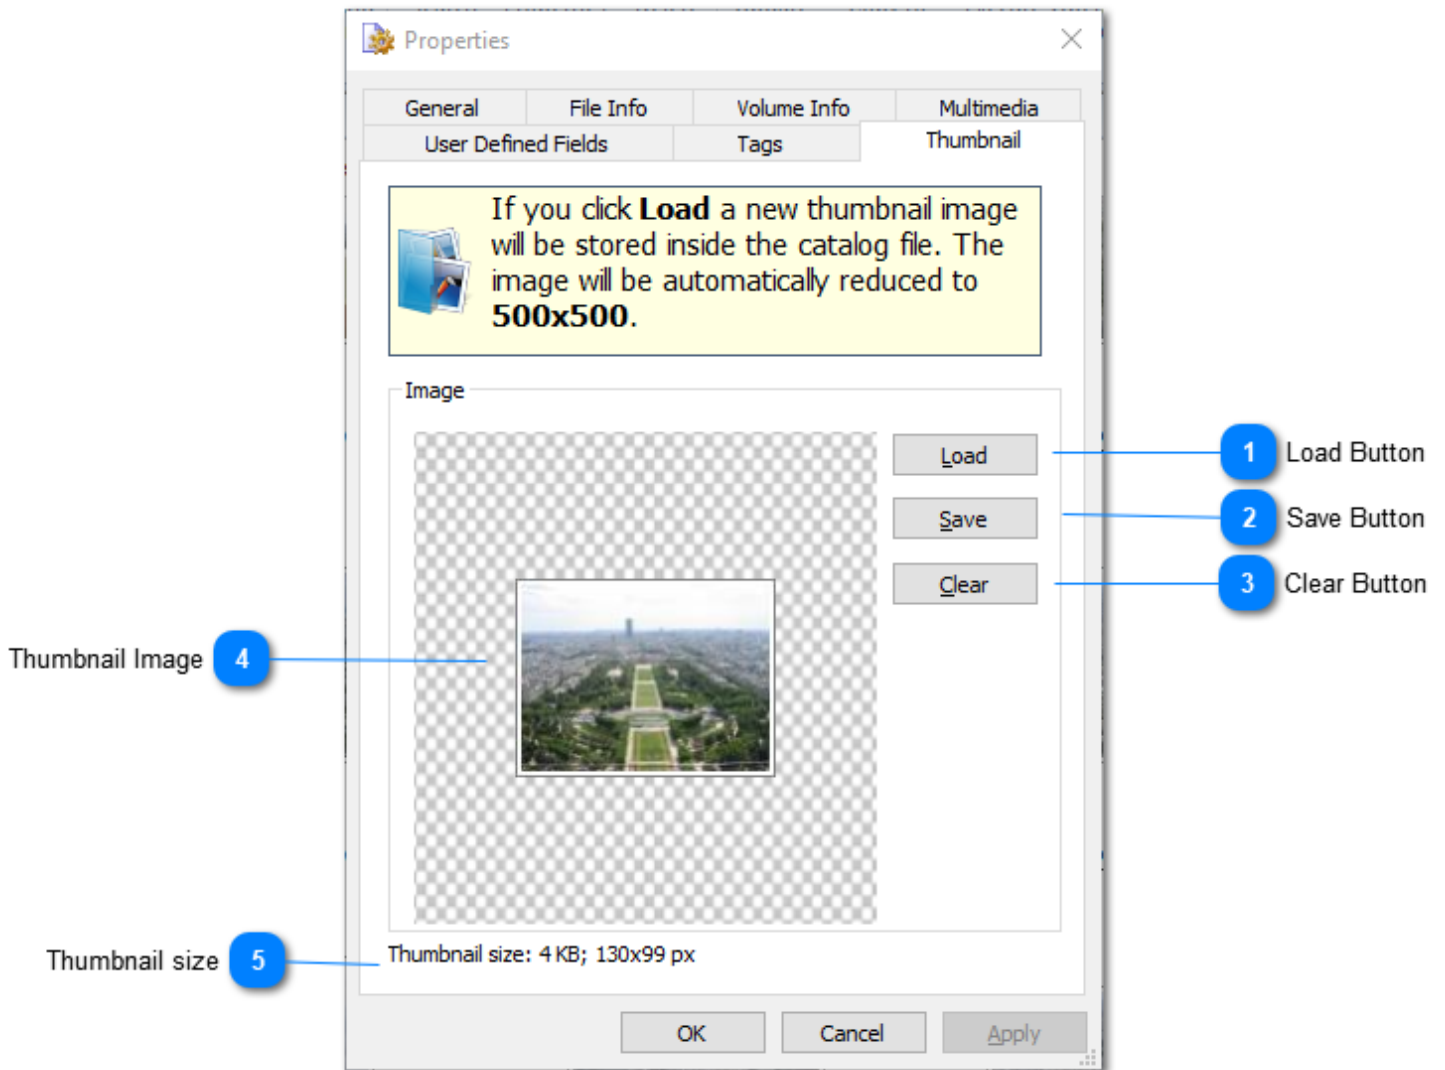 Properties
General File Info Volume Info Multimedia
User Defined Fields Tags Thumbnail
If you click Load a new thumbnail image
will be stored inside the catalog file. The
image will be automatically reduced to
500x500.
Image
Load
1 Load Button
Save
2 Save Button
Clear
3 Clear Button
Thumbnail Image 4
Thumbnail size 5
Thumbnail size: 4 KB; 130x99 px
OK Cancel Apply